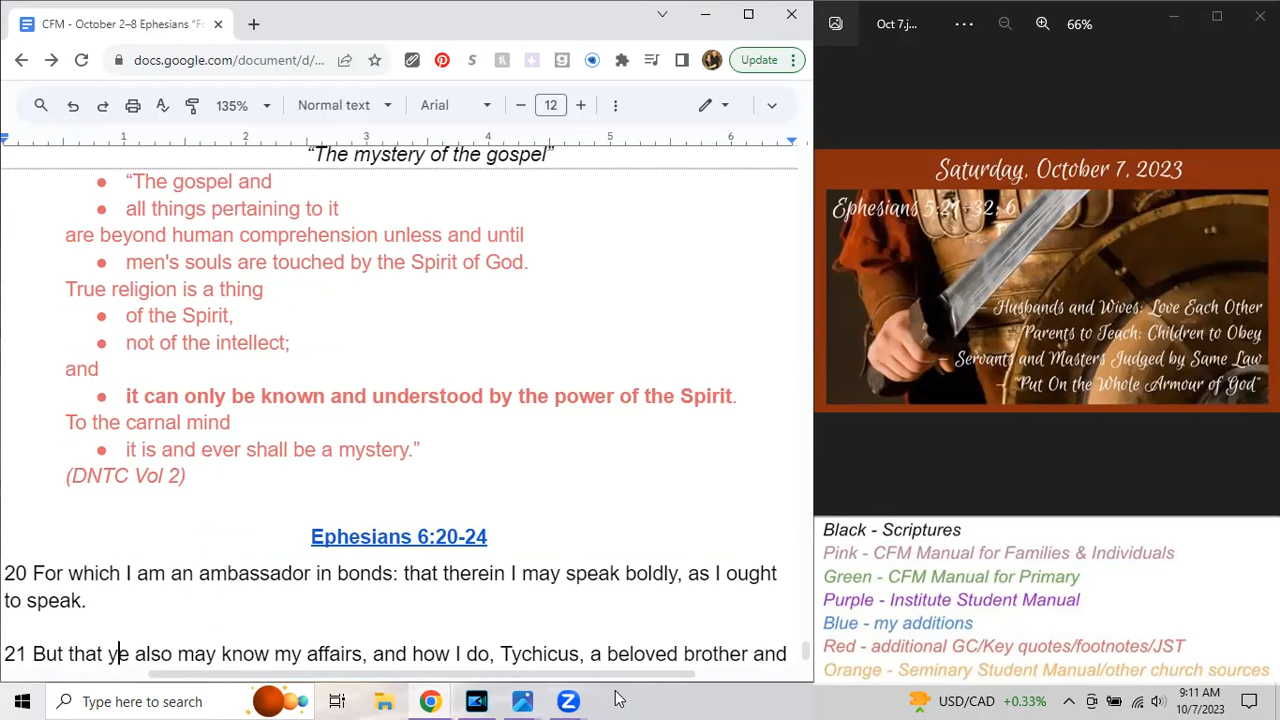 CFM - October 2–8 Ephesians “Fo
docs.google.com/document/d/...
Update
135%
Normal text
Arial
12
1 2 3 4 5 6
“The mystery of the gospel”
● “The gospel and
● all things pertaining to it
are beyond human comprehension unless and until
● men's souls are touched by the Spirit of God.
True religion is a thing
● of the Spirit,
● not of the intellect;
and
● it can only be known and understood by the power of the Spirit.
To the carnal mind
● it is and ever shall be a mystery.”
(DNTC Vol 2)
Ephesians 6:20-24
20 For which I am an ambassador in bonds: that therein I may speak boldly, as I ought
to speak.
21 But that ye also may know my affairs, and how I do, Tychicus, a beloved brother and
Oct 7.j...
66%
Saturday, October 7, 2023
Ephesians 5:21-32; 6
– Husbands and Wives: Love Each Other
– Parents to Teach: Children to Obey
– Servants and Masters Judged by Same Law
– “Put On the Whole Armour of God”
Black - Scriptures
Pink - CFM Manual for Families & Individuals
Green - CFM Manual for Primary
Purple - Institute Student Manual
Blue - my additions
Red - additional GC/Key quotes/footnotes/JST
Orange - Seminary Student Manual/other church sources
Type here to search
USD/CAD +0.33%
9:11 AM
10/7/2023